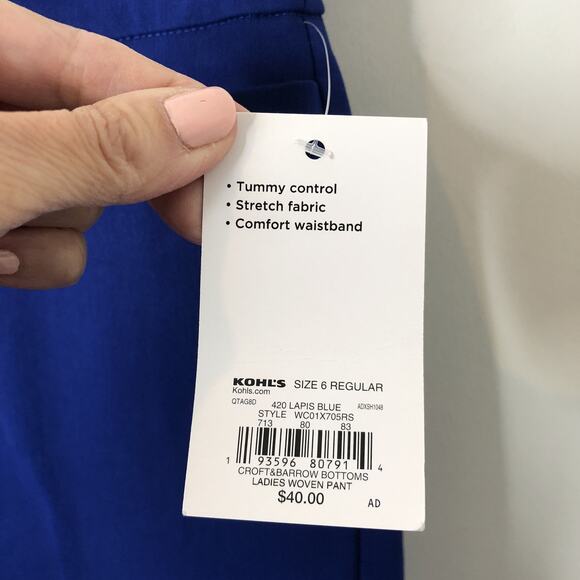 • Tummy control
• Stretch fabric
• Comfort waistband
KOHL'S SIZE 6 REGULAR
Kohls.com
QTAG8D 420 LAPIS BLUE ADXSH1048
STYLE WC01X705RS
713 80 83
1 93596 80791 4
CROFT&BARROW BOTTOMS
LADIES WOVEN PANT
$40.00 AD